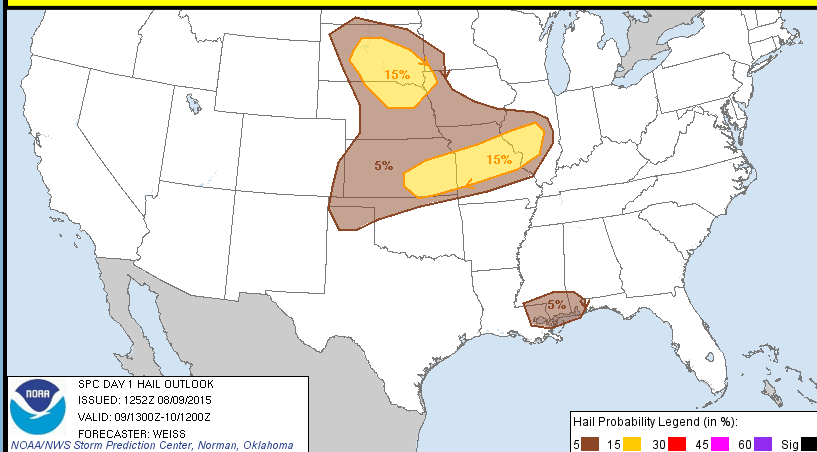 15%
5%
15%
5%
NOAA
SPC DAY 1 HAIL OUTLOOK
ISSUED: 1252Z 08/09/2015
VALID: 09/1300Z-10/1200Z
FORECASTER: WEISS
NOAA/NWS Storm Prediction Center, Norman, Oklahoma
Hail Probability Legend (in %):
5 15 30 45 60 Sig